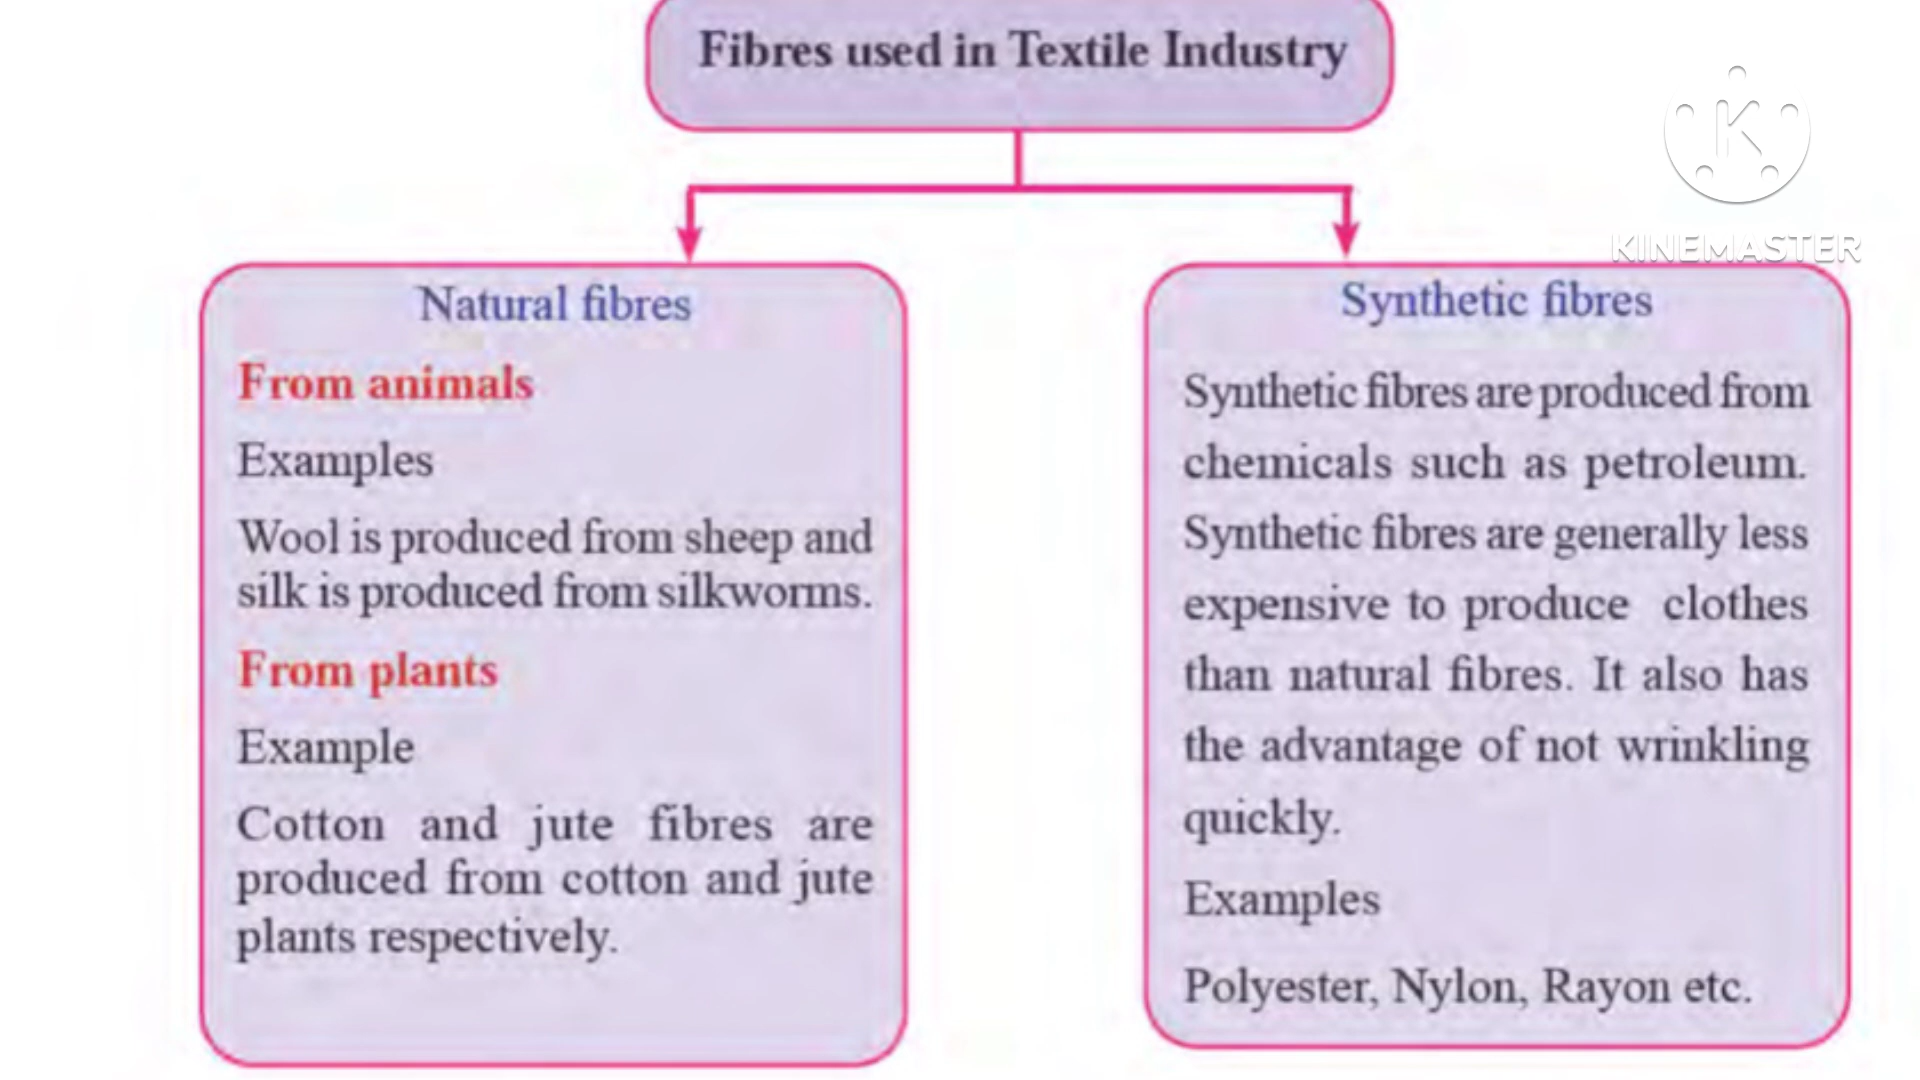 Fibres used in Textile Industry
KINEMASTER
Natural fibres
From animals
Examples
Wool is produced from sheep and
silk is produced from silkworms.
From plants
Example
Cotton and jute fibres are
produced from cotton and jute
plants respectively.
Synthetic fibres
Synthetic fibres are produced from
chemicals such as petroleum.
Synthetic fibres are generally less
expensive to produce clothes
than natural fibres. It also has
the advantage of not wrinkling
quickly.
Examples
Polyester, Nylon, Rayon etc.